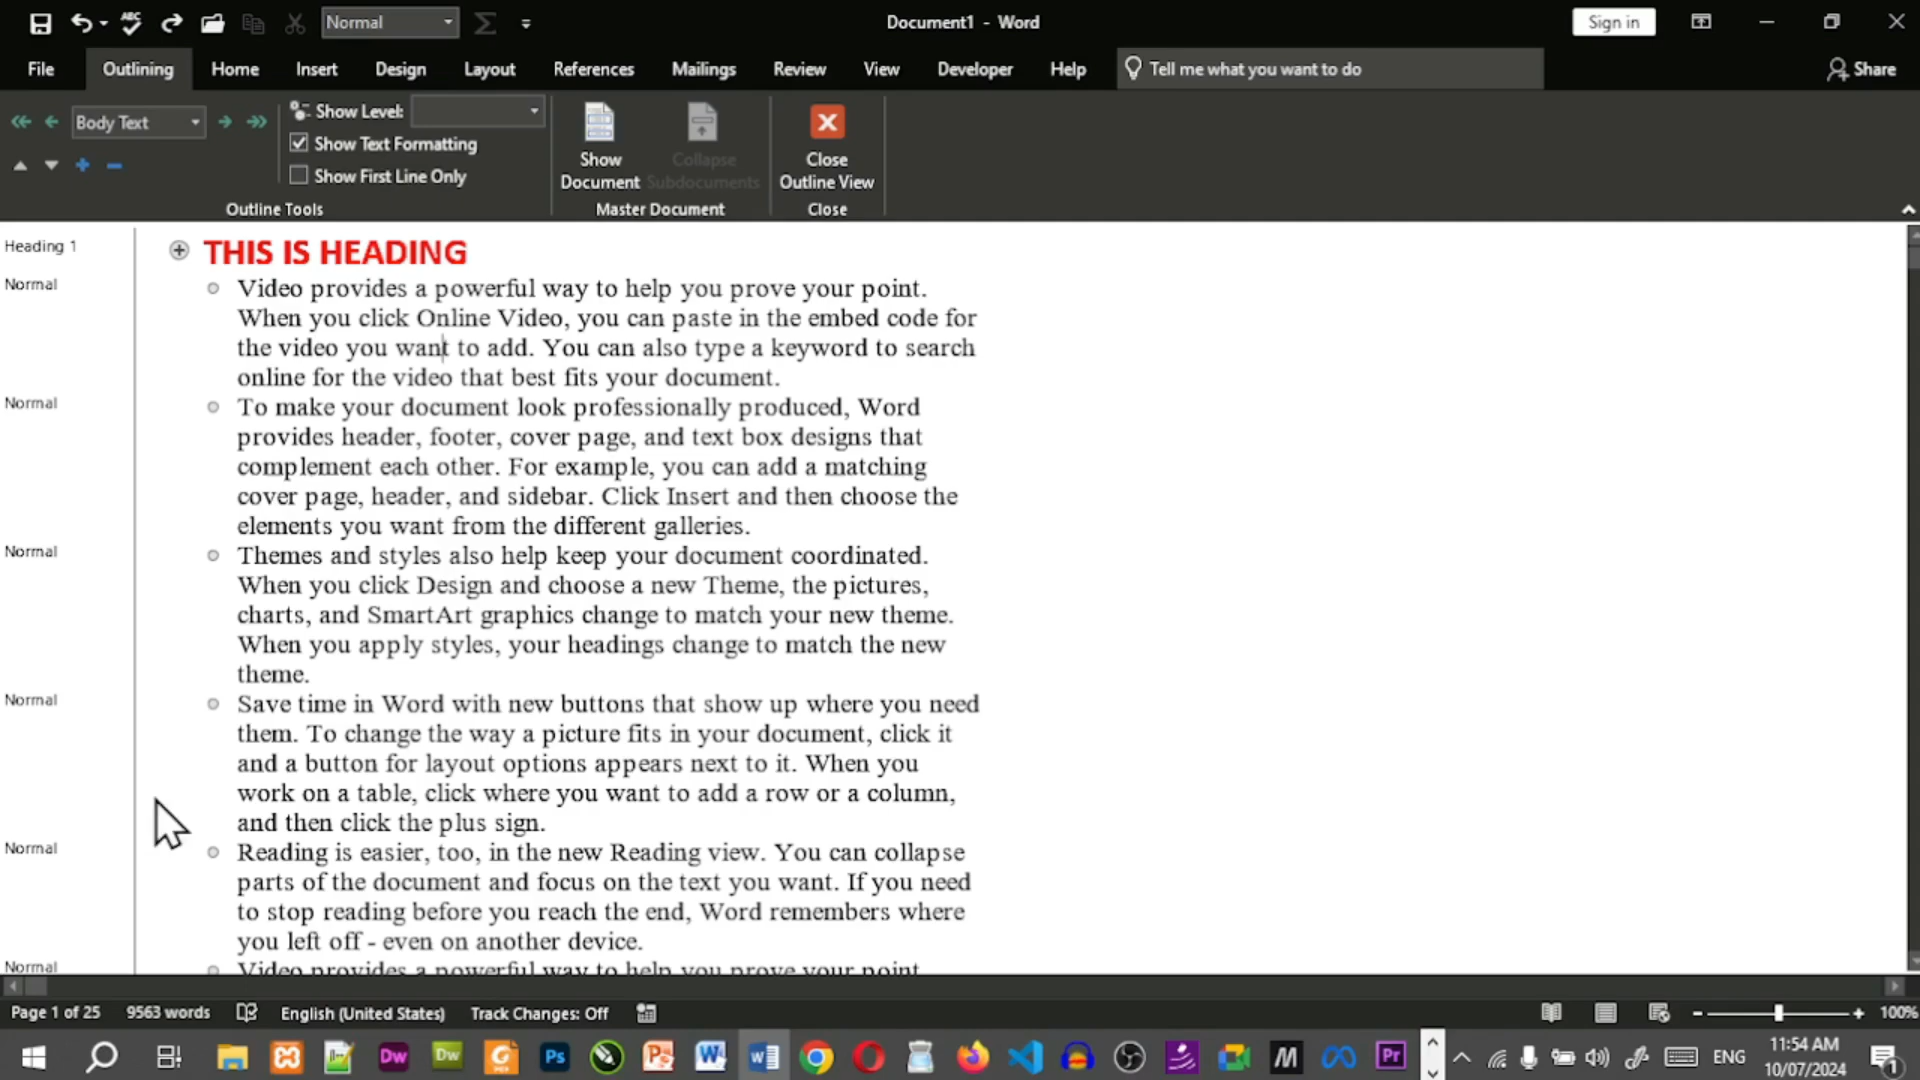 Normal
Document1 - Word
Sign in
File
Outlining
Home
Insert
Design
Layout
References
Mailings
Review
View
Developer
Help
Tell me what you want to do
Share
Body Text
Show Level:
Show Text Formatting
Show First Line Only
Outline Tools
Show
Document
Collapse
Subdocuments
Master Document
Close
Outline View
Close
Heading 1
THIS IS HEADING
Normal
Video provides a powerful way to help you prove your point.
When you click Online Video, you can paste in the embed code for
the video you want to add. You can also type a keyword to search
online for the video that best fits your document.
Normal
To make your document look professionally produced, Word
provides header, footer, cover page, and text box designs that
complement each other. For example, you can add a matching
cover page, header, and sidebar. Click Insert and then choose the
elements you want from the different galleries.
Normal
Themes and styles also help keep your document coordinated.
When you click Design and choose a new Theme, the pictures,
charts, and SmartArt graphics change to match your new theme.
When you apply styles, your headings change to match the new
theme.
Normal
Save time in Word with new buttons that show up where you need
them. To change the way a picture fits in your document, click it
and a button for layout options appears next to it. When you
work on a table, click where you want to add a row or a column,
and then click the plus sign.
Normal
Reading is easier, too, in the new Reading view. You can collapse
parts of the document and focus on the text you want. If you need
to stop reading before you reach the end, Word remembers where
you left off - even on another device.
Normal
Video provides a powerful way to help you prove your point.
Page 1 of 25
9563 words
English (United States)
Track Changes: Off
100%
ENG
11:54 AM
10/07/2024